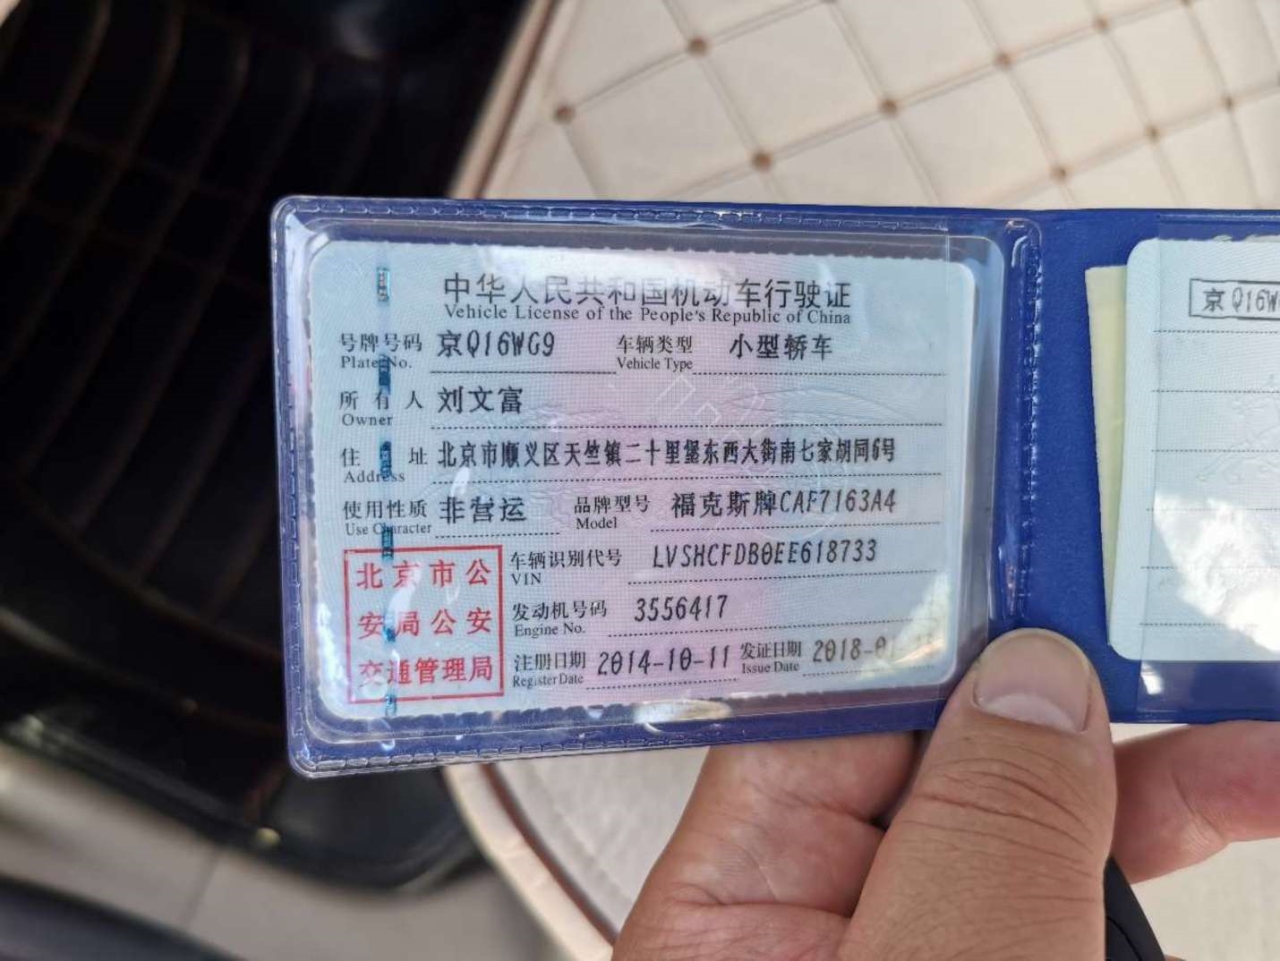 中华人民共和国机动车行驶证
Vehicle License of the People's Republic of China
号牌号码 京Q16WG9 车辆类型 小型轿车
Plate No. Vehicle Type
所有人 刘文富
Owner
住址 北京市顺义区天竺镇二十里堡东西大街南七家胡同6号
Address
使用性质 非营运 品牌型号 福克斯牌CAF7163A4
Use Character Model
北京市公
安局公安
交通管理局
车辆识别代号 LVSHCFDB0EE618733
VIN
发动机号码 3556417
Engine No.
注册日期 2014-10-11 发证日期 2018-0
Register Date Issue Date
京Q16W